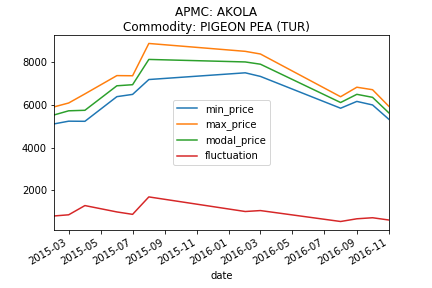 APMC: AKOLA
Commodity: PIGEON PEA (TUR)
8000
6000
4000
2000
min_price
max_price
modal_price
fluctuation
2015-03
2015-05
2015-07
2015-09
2015-11
2016-01
2016-03
2016-05
2016-07
2016-09
2016-11
date